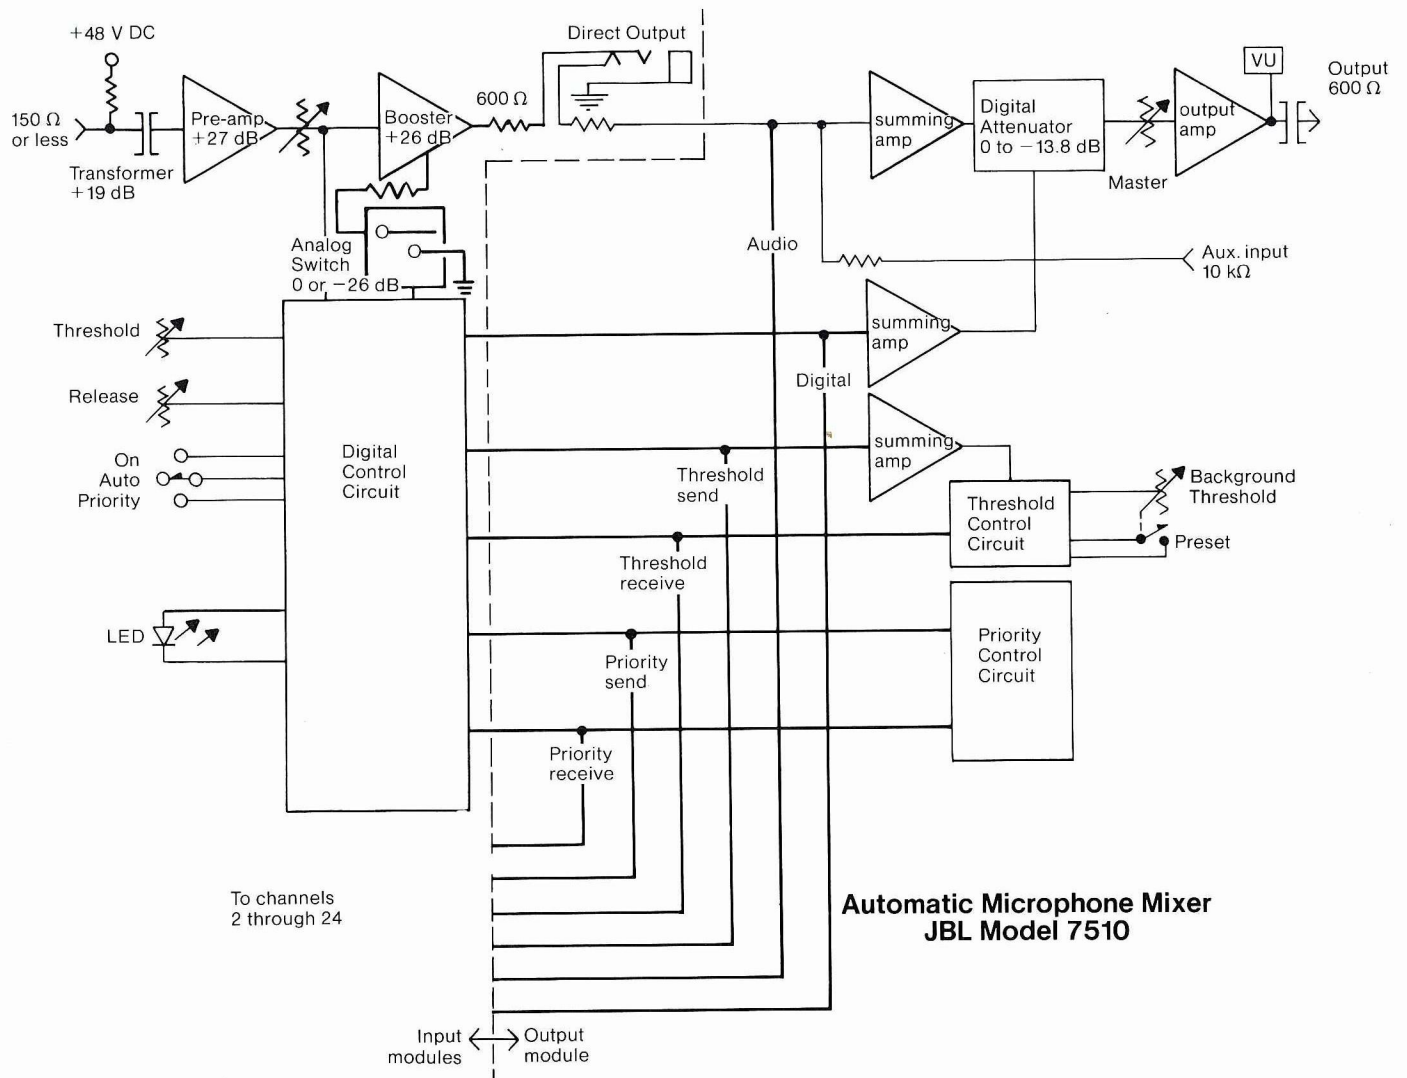 +48 V DC
150 Ω
or less
Transformer
+19 dB
Pre-amp
+27 dB
Booster
+26 dB
600 Ω
Direct Output
summing
amp
Digital
Attenuator
0 to −13.8 dB
Master
output
amp
VU
Output
600 Ω
Analog
Switch
0 or −26 dB
Audio
Aux. input
10 kΩ
Threshold
summing
amp
Release
Digital
On
Auto
Priority
Digital
Control
Circuit
summing
amp
Threshold
send
Threshold
Control
Circuit
Background
Threshold
Preset
Threshold
receive
LED
Priority
send
Priority
Control
Circuit
Priority
receive
To channels
2 through 24
Automatic Microphone Mixer
JBL Model 7510
Input
modules
Output
module